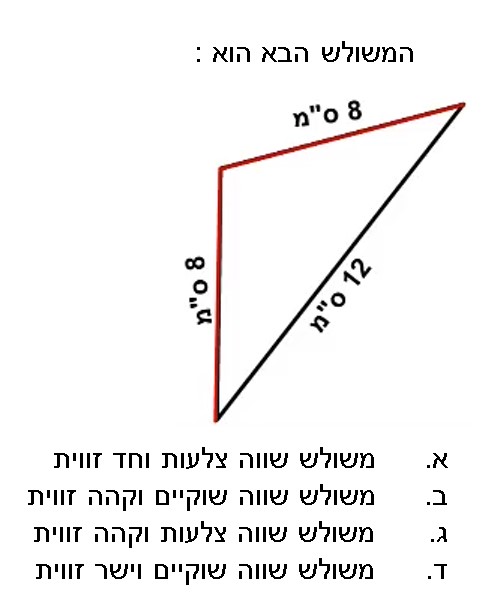 המשולש הבא הוא :
8 ס"מ
8 ס"מ
12 ס"מ
א. משולש שווה צלעות וחד זווית
ב. משולש שווה שוקיים וקהה זווית
ג. משולש שווה צלעות וקהה זווית
ד. משולש שווה שוקיים וישר זווית